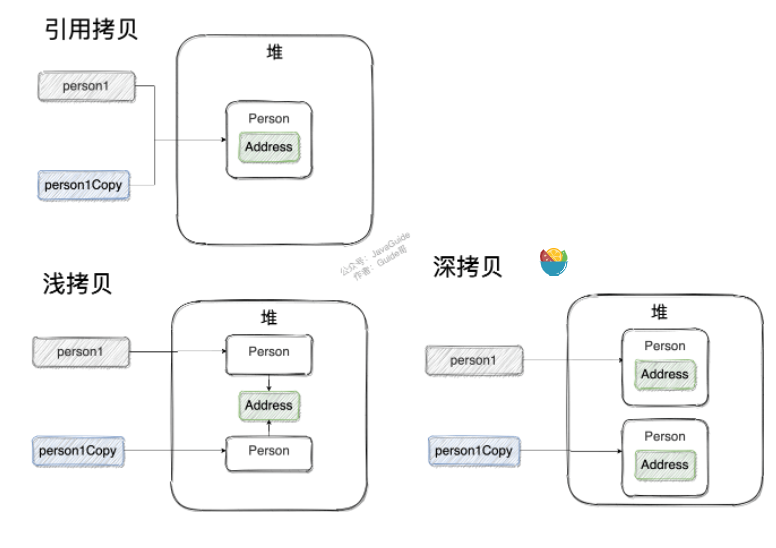 引用拷贝
堆
person1
Person
Address
person1Copy
公众号：JavaGuide
作者：Guide哥
浅拷贝
堆
person1
Person
Address
person1Copy
Person
深拷贝
堆
person1
Person
Address
person1Copy
Person
Address